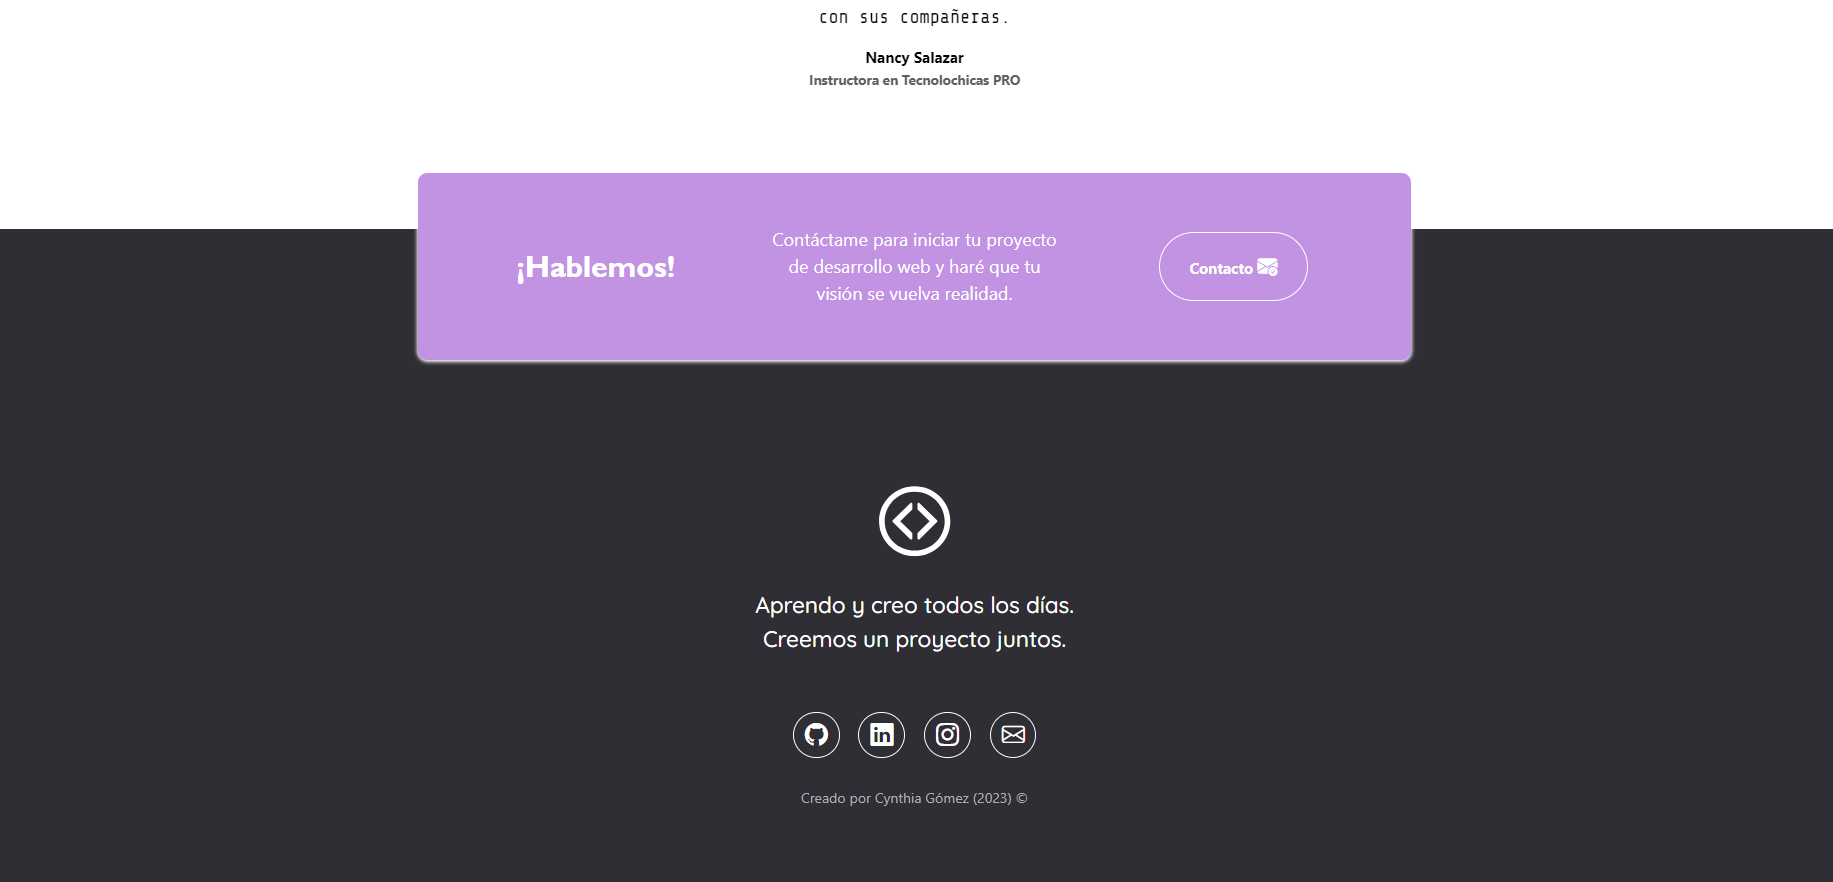 con sus compañeras.
Nancy Salazar
Instructora en Tecnolochicas PRO
¡Hablemos!
Contáctame para iniciar tu proyecto
de desarrollo web y haré que tu
visión se vuelva realidad.
Contacto
Aprendo y creo todos los días.
Creemos un proyecto juntos.
in
Creado por Cynthia Gómez (2023) ©